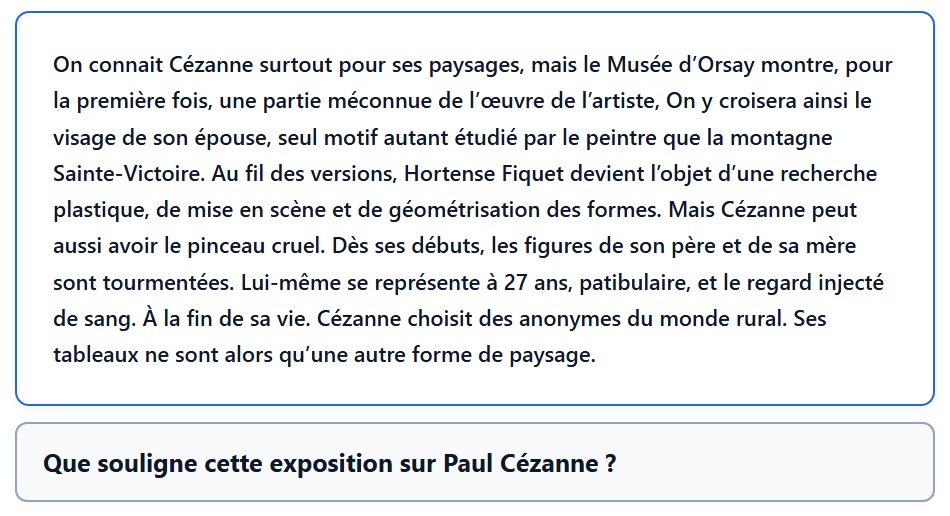 On connait Cézanne surtout pour ses paysages, mais le Musée d’Orsay montre, pour
la première fois, une partie méconnue de l’œuvre de l’artiste, On y croisera ainsi le
visage de son épouse, seul motif autant étudié par le peintre que la montagne
Sainte-Victoire. Au fil des versions, Hortense Fiquet devient l’objet d’une recherche
plastique, de mise en scène et de géométrisation des formes. Mais Cézanne peut
aussi avoir le pinceau cruel. Dès ses débuts, les figures de son père et de sa mère
sont tourmentées. Lui-même se représente à 27 ans, patibulaire, et le regard injecté
de sang. À la fin de sa vie. Cézanne choisit des anonymes du monde rural. Ses
tableaux ne sont alors qu’une autre forme de paysage.
Que souligne cette exposition sur Paul Cézanne ?